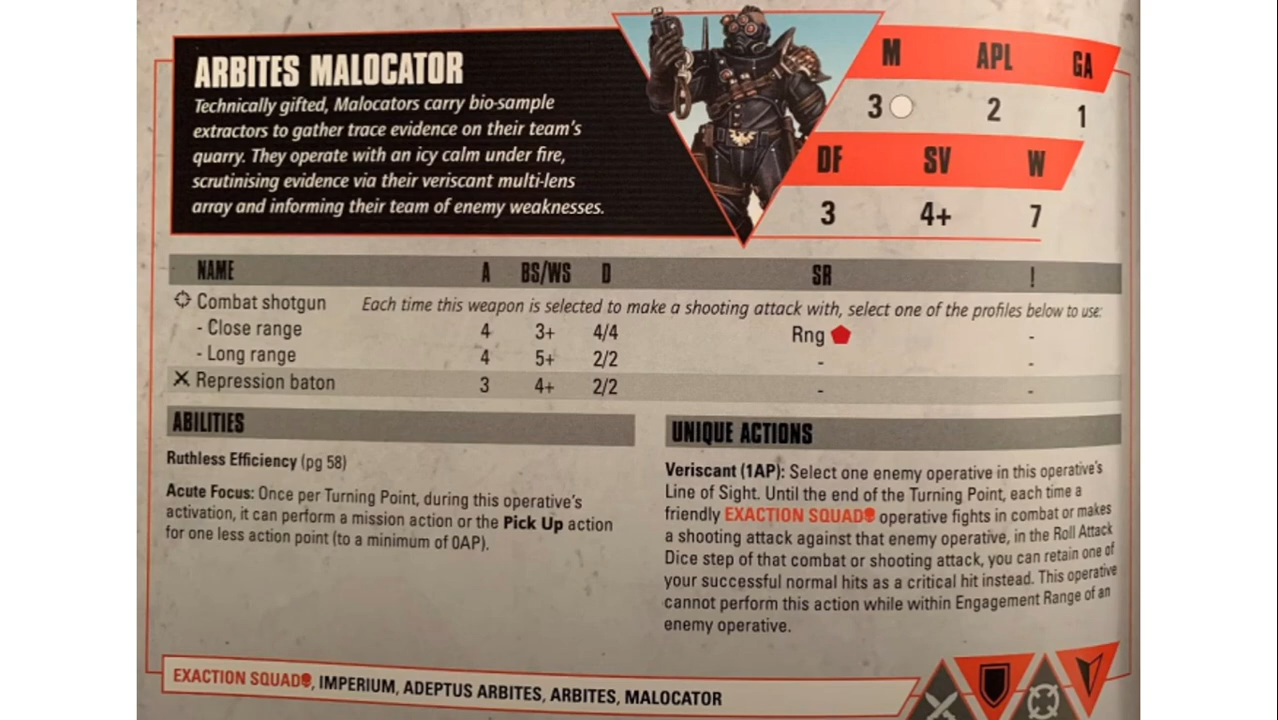 ARBITES MALOCATOR
Technically gifted, Malocators carry bio-sample
extractors to gather trace evidence on their team's
quarry. They operate with an icy calm under fire,
scrutinising evidence via their veriscant multi-lens
array and informing their team of enemy weaknesses.
M APL GA
3 2 1
DF SV W
3 4+ 7
NAME A BS/WS D SR !
Combat shotgun Each time this weapon is selected to make a shooting attack with, select one of the profiles below to use:
- Close range 4 3+ 4/4 Rng -
- Long range 4 5+ 2/2 - -
Repression baton 3 4+ 2/2 - -
ABILITIES
Ruthless Efficiency (pg 58)
Acute Focus: Once per Turning Point, during this operative's
activation, it can perform a mission action or the Pick Up action
for one less action point (to a minimum of 0AP).
UNIQUE ACTIONS
Veriscant (1AP): Select one enemy operative in this operative's
Line of Sight. Until the end of the Turning Point, each time a
friendly EXACTION SQUAD operative fights in combat or makes
a shooting attack against that enemy operative, in the Roll Attack
Dice step of that combat or shooting attack, you can retain one of
your successful normal hits as a critical hit instead. This operative
cannot perform this action while within Engagement Range of an
enemy operative.
EXACTION SQUAD, IMPERIUM, ADEPTUS ARBITES, ARBITES, MALOCATOR